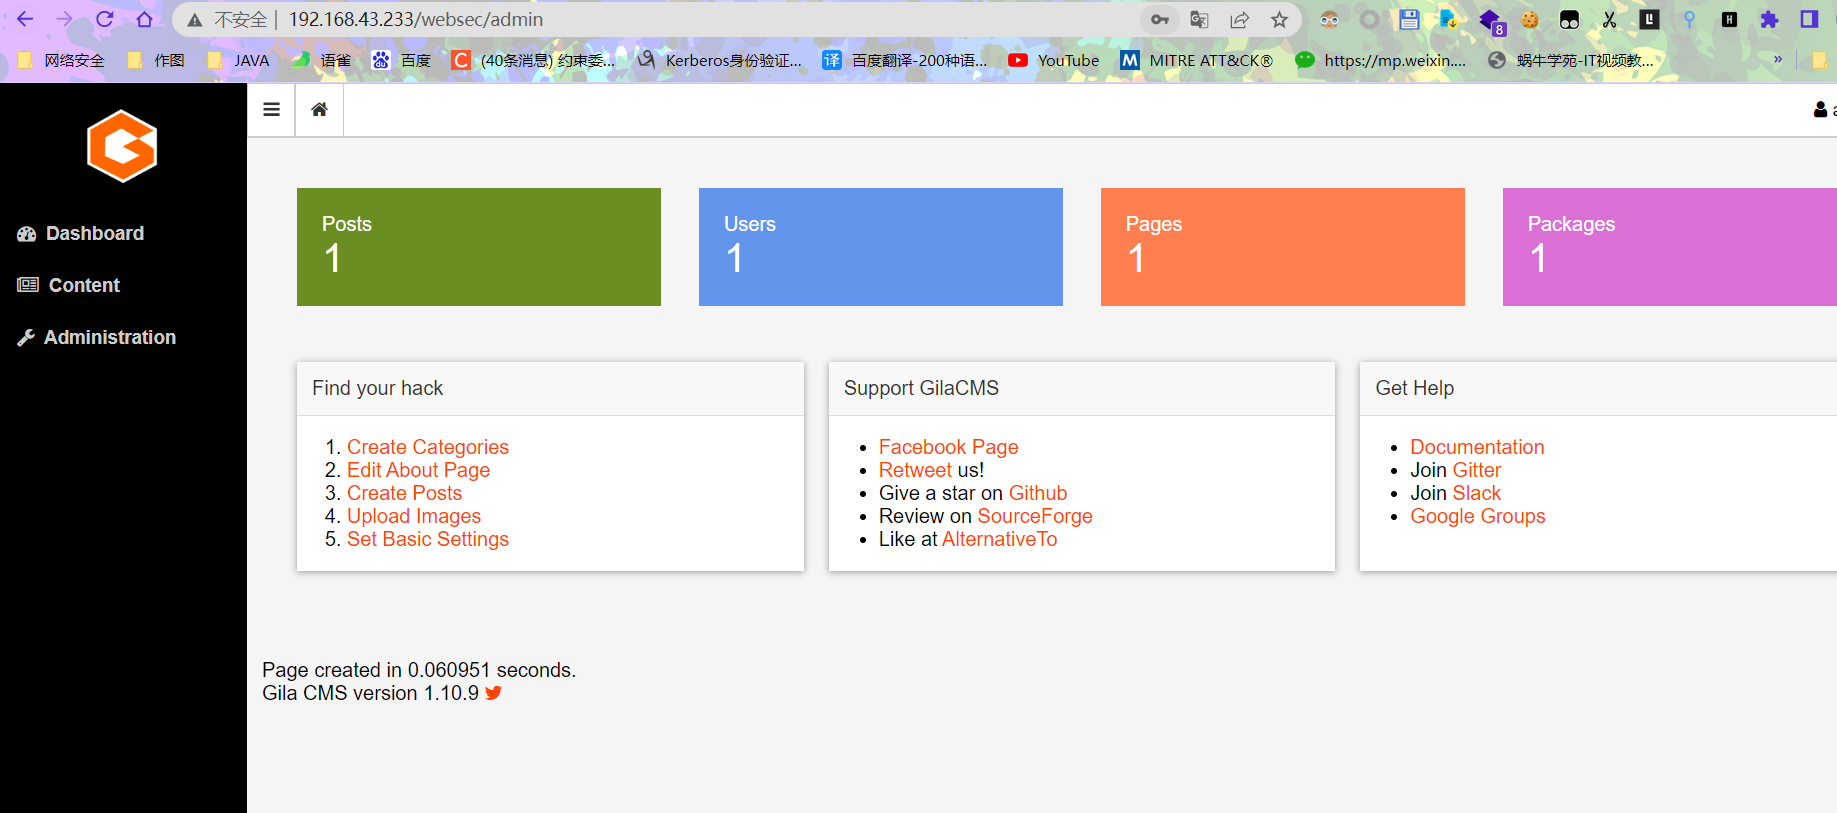 不安全 | 192.168.43.233/websec/admin
8
网络安全 作图 JAVA 语雀 百度 (40条消息) 约束委... Kerberos身份验证... 百度翻译-200种语... YouTube MITRE ATT&CK® https://mp.weixin.... 蜗牛学苑-IT视频教... »
a
Dashboard
Content
Administration
Posts
1
Users
1
Pages
1
Packages
1
Find your hack
1. Create Categories
2. Edit About Page
3. Create Posts
4. Upload Images
5. Set Basic Settings
Support GilaCMS
• Facebook Page
• Retweet us!
• Give a star on Github
• Review on SourceForge
• Like at AlternativeTo
Get Help
• Documentation
• Join Gitter
• Join Slack
• Google Groups
Page created in 0.060951 seconds.
Gila CMS version 1.10.9